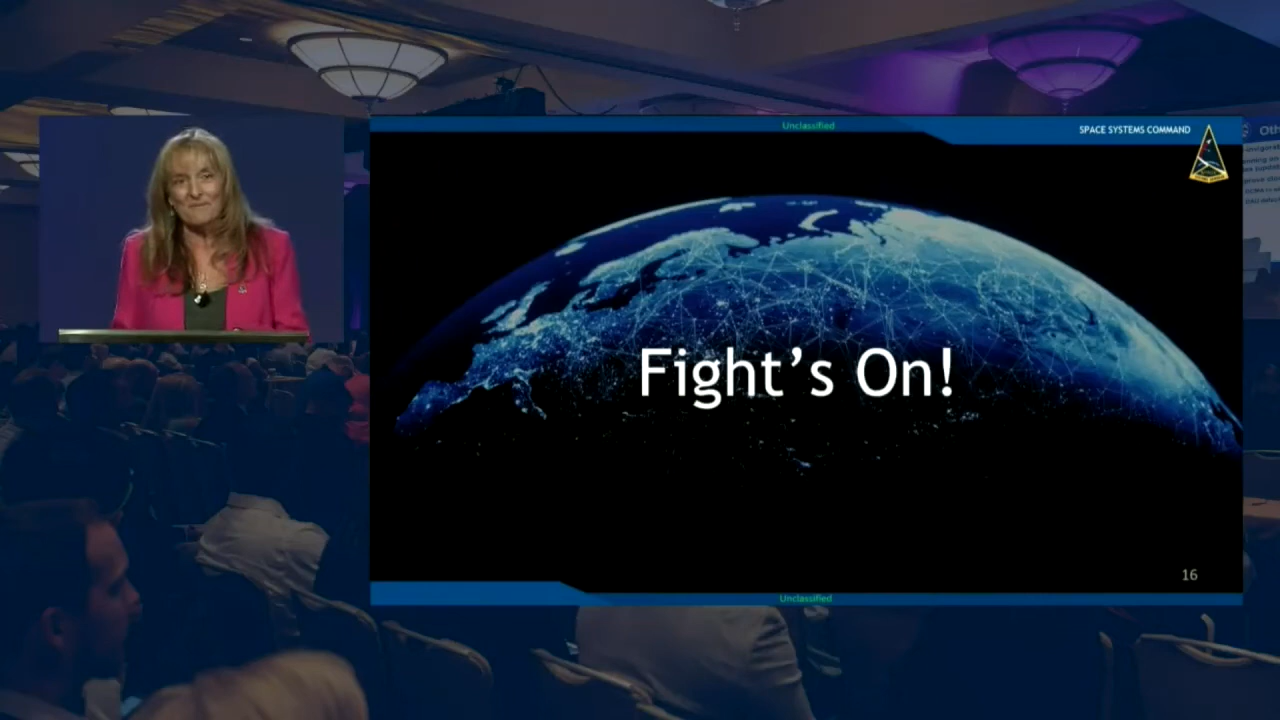 Unclassified
SPACE SYSTEMS COMMAND
Fight's On!
16
Unclassified